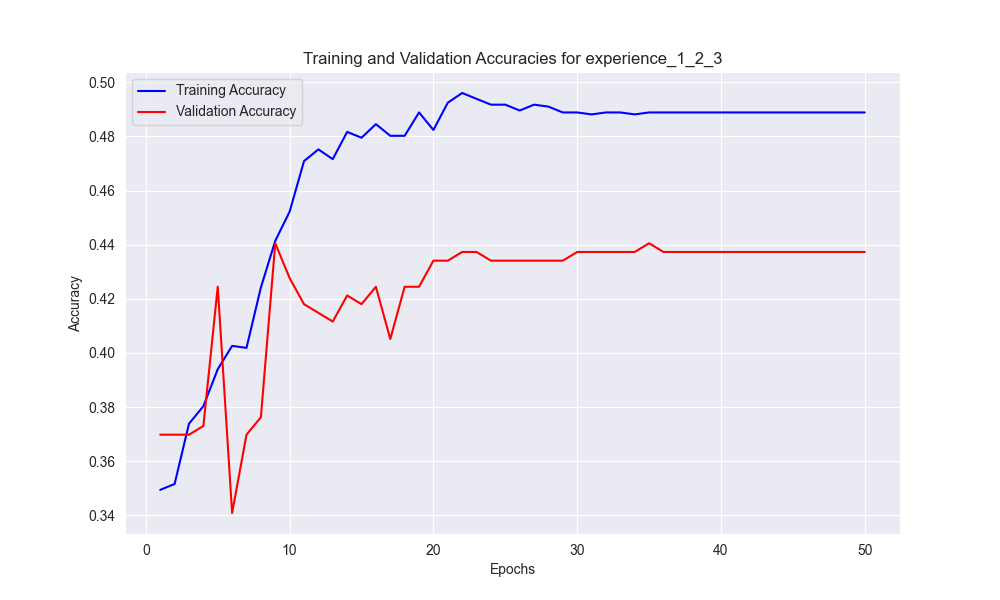 Training and Validation Accuracies for experience_1_2_3
Training Accuracy
Validation Accuracy
0.50
0.48
0.46
0.44
0.42
0.40
0.38
0.36
0.34
Accuracy
0 10 20 30 40 50
Epochs